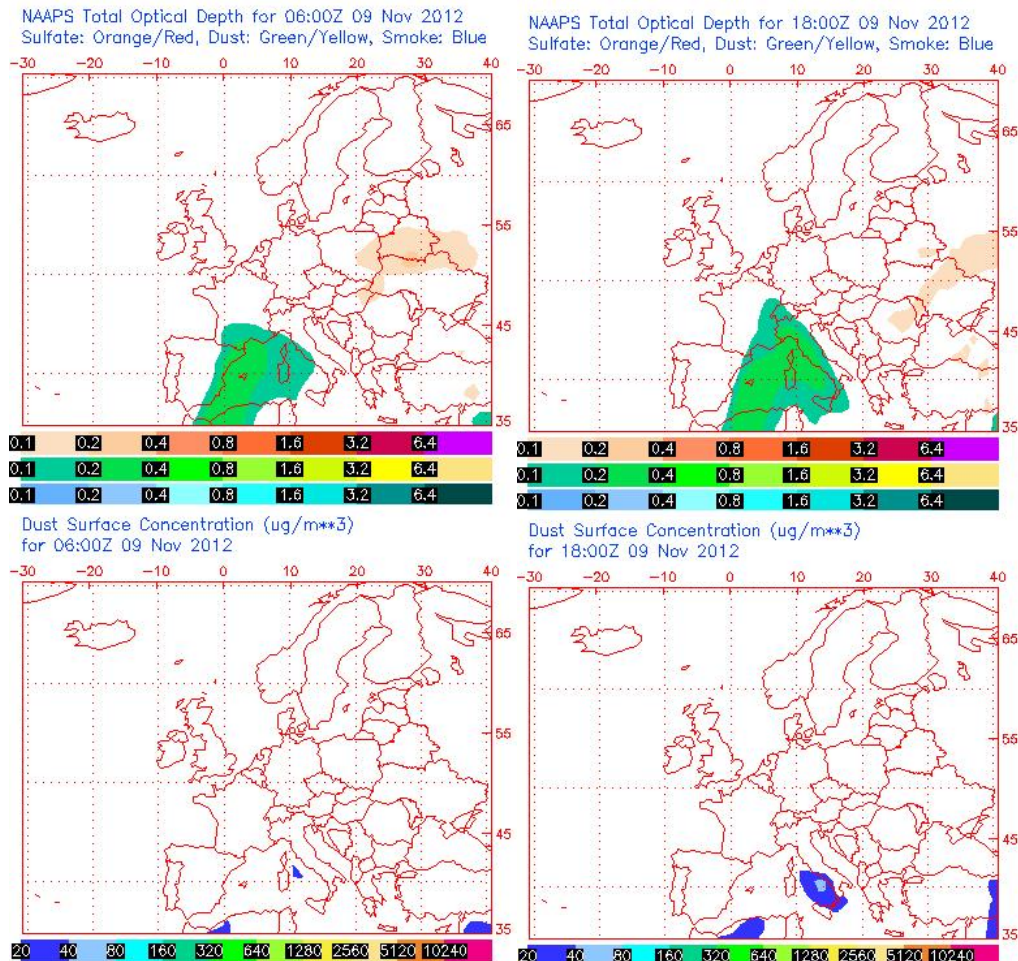 NAAPS Total Optical Depth for 06:00Z 09 Nov 2012
Sulfate: Orange/Red, Dust: Green/Yellow, Smoke: Blue
-30 -20 -10 0 10 20 30 40
65
55
45
35
0.1 0.2 0.4 0.8 1.6 3.2 6.4
0.1 0.2 0.4 0.8 1.6 3.2 6.4
0.1 0.2 0.4 0.8 1.6 3.2 6.4
NAAPS Total Optical Depth for 18:00Z 09 Nov 2012
Sulfate: Orange/Red, Dust: Green/Yellow, Smoke: Blue
-30 -20 -10 0 10 20 30 40
65
55
45
35
0.1 0.2 0.4 0.8 1.6 3.2 6.4
0.1 0.2 0.4 0.8 1.6 3.2 6.4
0.1 0.2 0.4 0.8 1.6 3.2 6.4
Dust Surface Concentration (ug/m**3)
for 06:00Z 09 Nov 2012
-30 -20 -10 0 10 20 30 40
65
55
45
35
20 40 80 160 320 640 1280 2560 5120 10240
Dust Surface Concentration (ug/m**3)
for 18:00Z 09 Nov 2012
-30 -20 -10 0 10 20 30 40
65
55
45
35
20 40 80 160 320 640 1280 2560 5120 10240